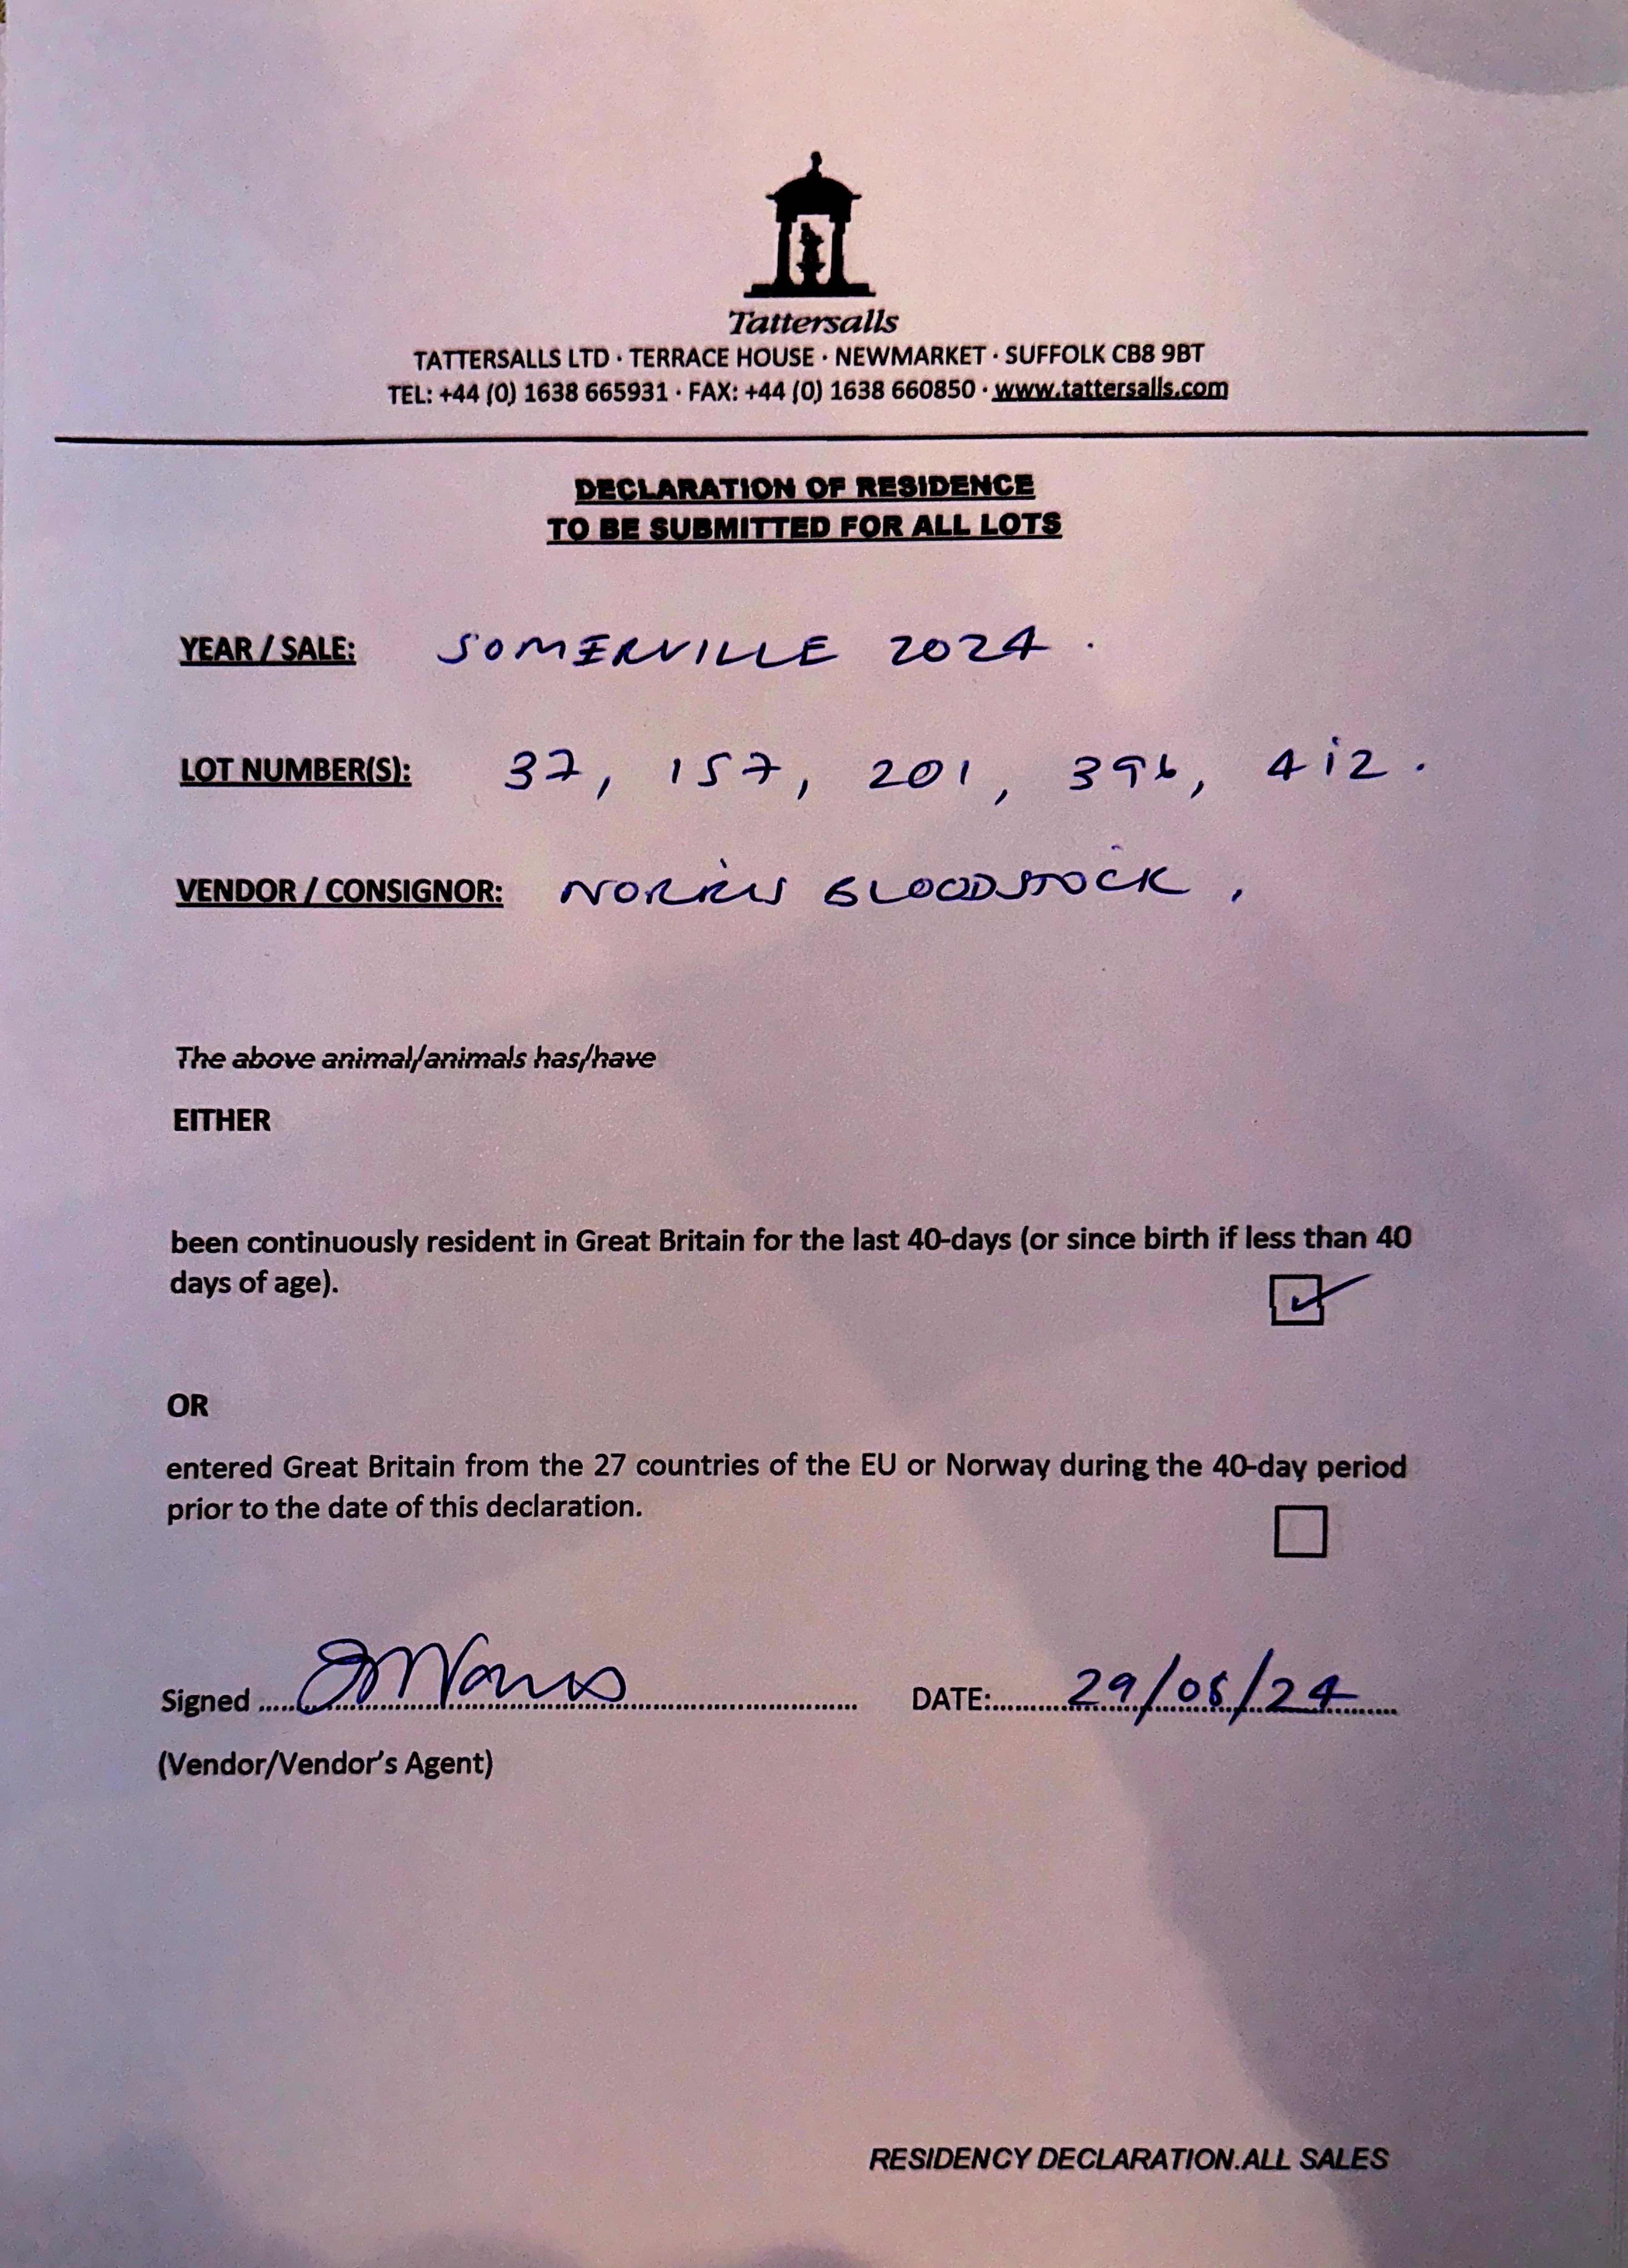 Tattersalls
TATTERSALLS LTD · TERRACE HOUSE · NEWMARKET · SUFFOLK CB8 9BT
TEL: +44 (0) 1638 665931 · FAX: +44 (0) 1638 660850 · www.tattersalls.com
DECLARATION OF RESIDENCE
TO BE SUBMITTED FOR ALL LOTS
YEAR / SALE: SOMERVILLE 2024.
LOT NUMBER(S): 37, 157, 201, 396, 412.
VENDOR / CONSIGNOR: NORRIS BLOODSTOCK,
The above animal/animals has/have
EITHER
been continuously resident in Great Britain for the last 40-days (or since birth if less than 40
days of age).
OR
entered Great Britain from the 27 countries of the EU or Norway during the 40-day period
prior to the date of this declaration.
Signed ..... DATE:......... 29/08/24
(Vendor/Vendor's Agent)
RESIDENCY DECLARATION.ALL SALES